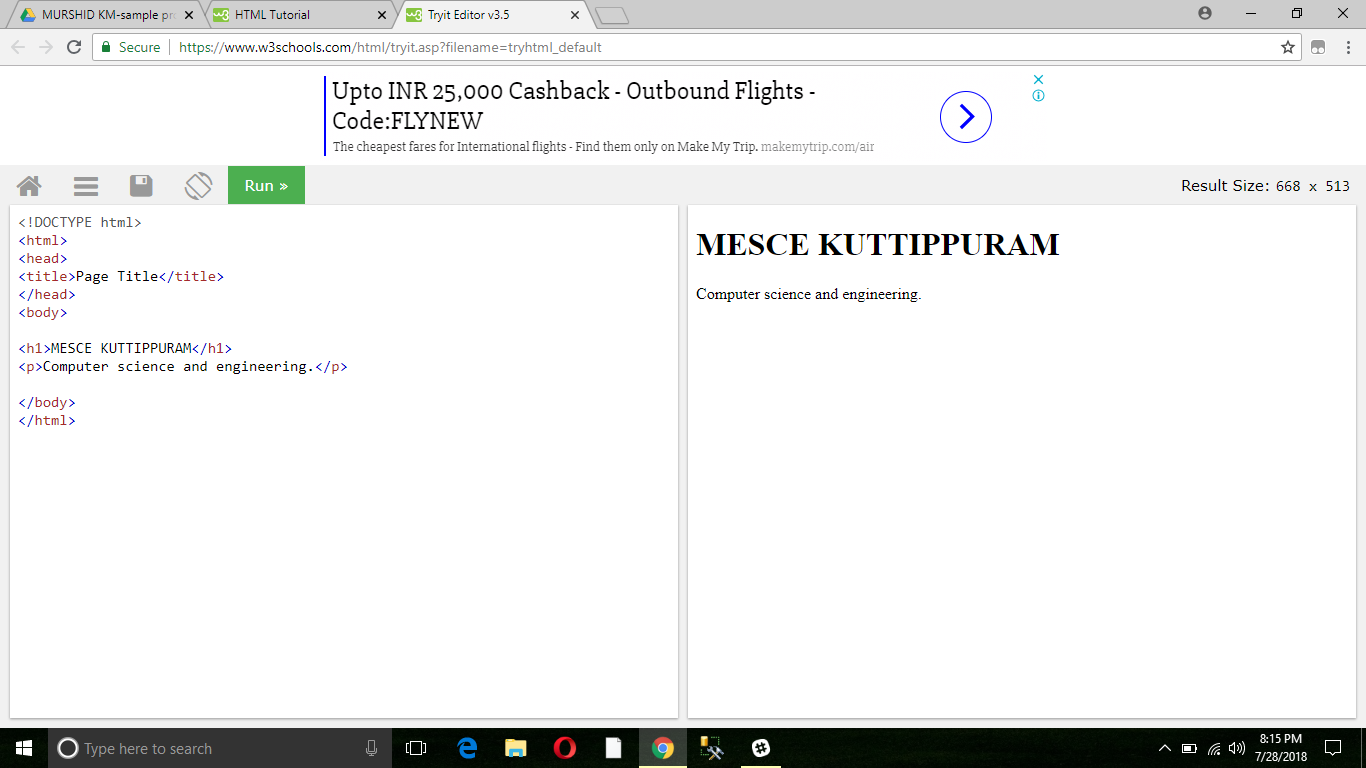 MURSHID KM-sample pr
HTML Tutorial
Tryit Editor v3.5
Secure
https://www.w3schools.com/html/tryit.asp?filename=tryhtml_default
Upto INR 25,000 Cashback - Outbound Flights -
Code:FLYNEW
The cheapest fares for International flights - Find them only on Make My Trip. makemytrip.com/air
Run »
Result Size: 668 x 513
<!DOCTYPE html>
<html>
<head>
<title>Page Title</title>
</head>
<body>
<h1>MESCE KUTTIPPURAM</h1>
<p>Computer science and engineering.</p>
</body>
</html>
MESCE KUTTIPPURAM
Computer science and engineering.
Type here to search
8:15 PM
7/28/2018